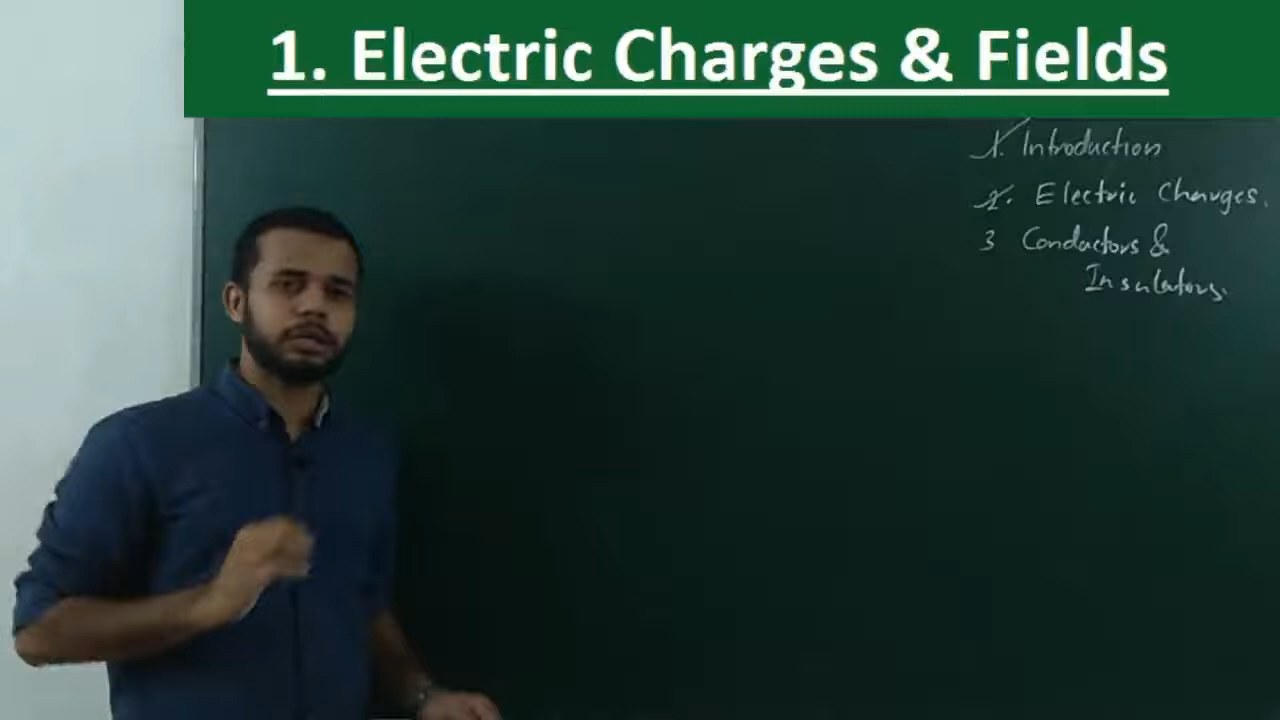 1. Electric Charges & Fields
1. Introduction
2. Electric Charges.
3 Conductors &
Insulators.